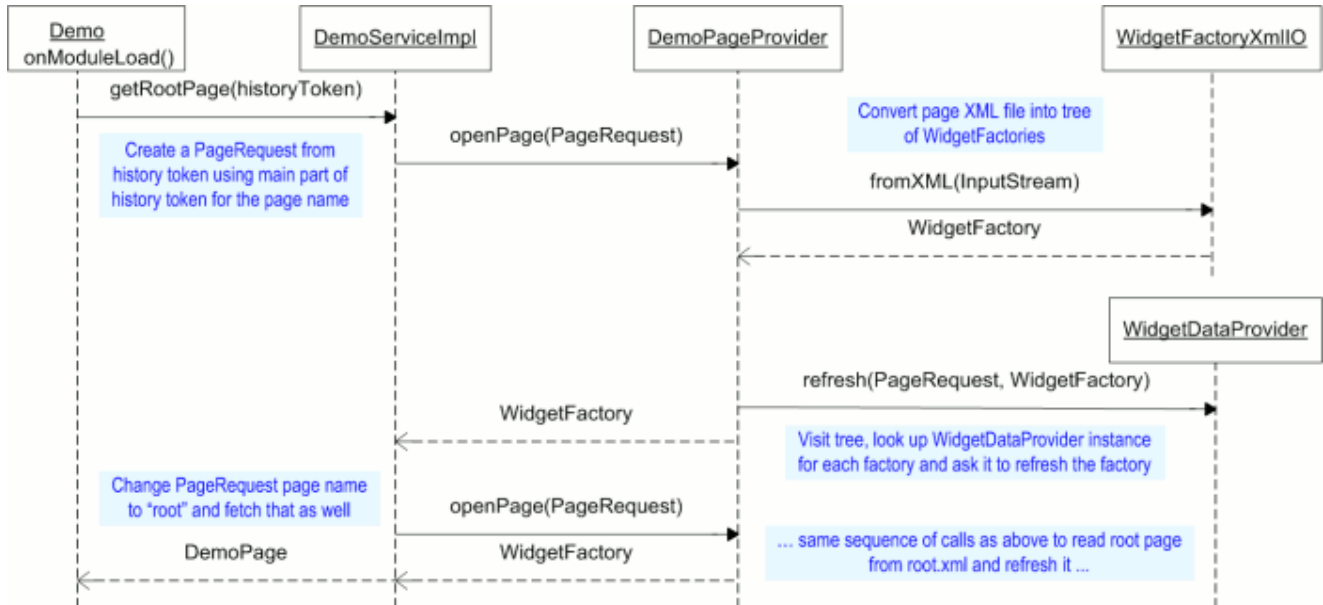 Demo
onModuleLoad()
DemoServiceImpl
DemoPageProvider
WidgetFactoryXmlIO
getRootPage(historyToken)
Create a PageRequest from
history token using main part of
history token for the page name
openPage(PageRequest)
Convert page XML file into tree
of WidgetFactories
fromXML(InputStream)
WidgetFactory
WidgetDataProvider
refresh(PageRequest, WidgetFactory)
WidgetFactory
Visit tree, look up WidgetDataProvider instance
for each factory and ask it to refresh the factory
Change PageRequest page name
to “root” and fetch that as well
openPage(PageRequest)
... same sequence of calls as above to read root page
from root.xml and refresh it ...
DemoPage
WidgetFactory